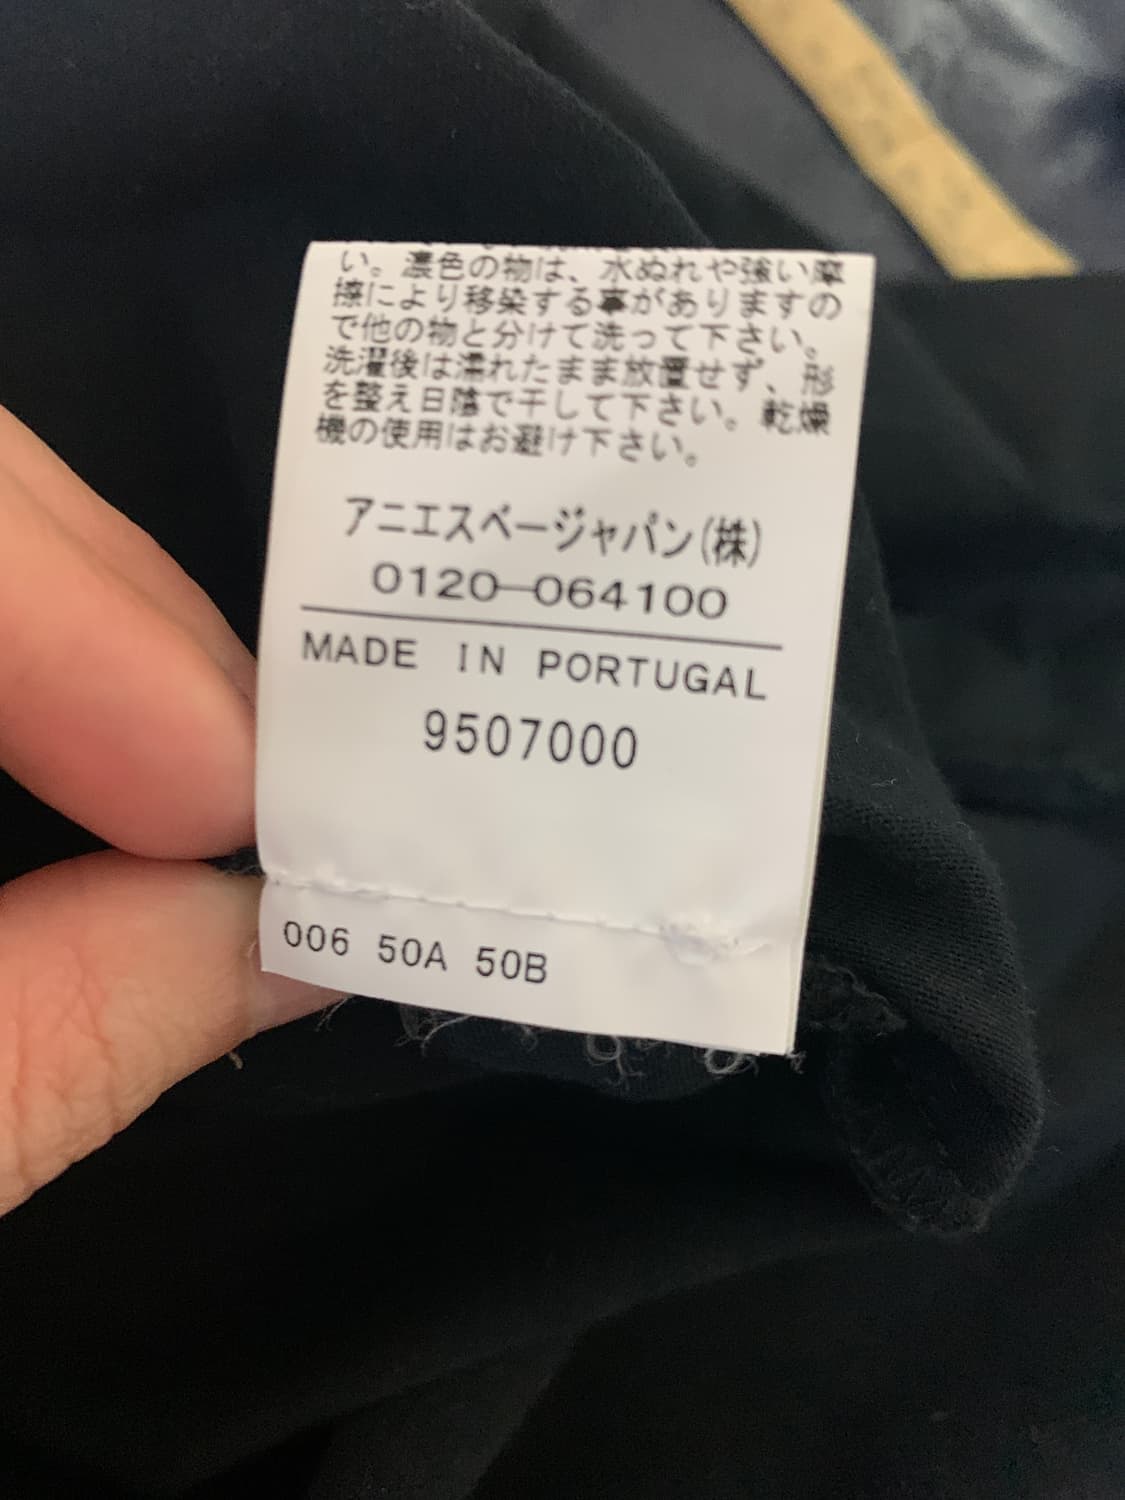 い。濃色の物は、水ぬれや強い摩
擦により移染する事がありますの
で他の物と分けて洗って下さい。
洗濯後は濡れたまま放置せず、形
を整え日陰で干して下さい。乾燥
機の使用はお避け下さい。
アニエスベージャパン(株)
0120-064100
MADE IN PORTUGAL
9507000
006 50A 50B